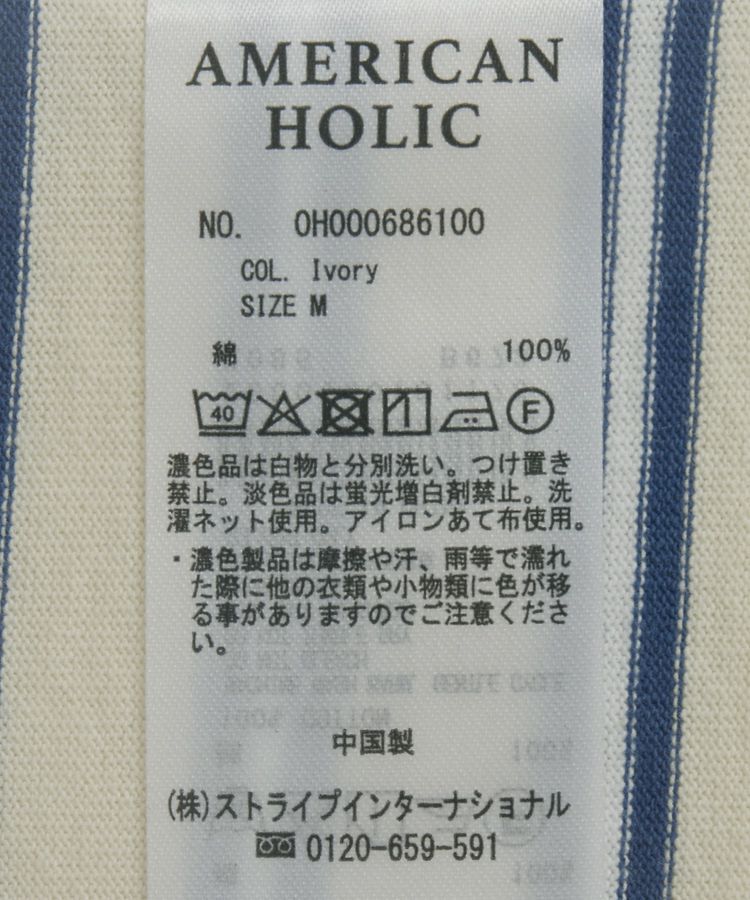 AMERICAN
HOLIC
NO. OH000686100
COL. Ivory
SIZE M
綿 100%
40 F
濃色品は白物と分別洗い。つけ置き
禁止。淡色品は蛍光増白剤禁止。洗
濯ネット使用。アイロンあて布使用。
・濃色製品は摩擦や汗、雨等で濡れ
た際に他の衣類や小物類に色が移
る事がありますのでご注意くださ
い。
中国製
(株)ストライプインターナショナル
0120-659-591